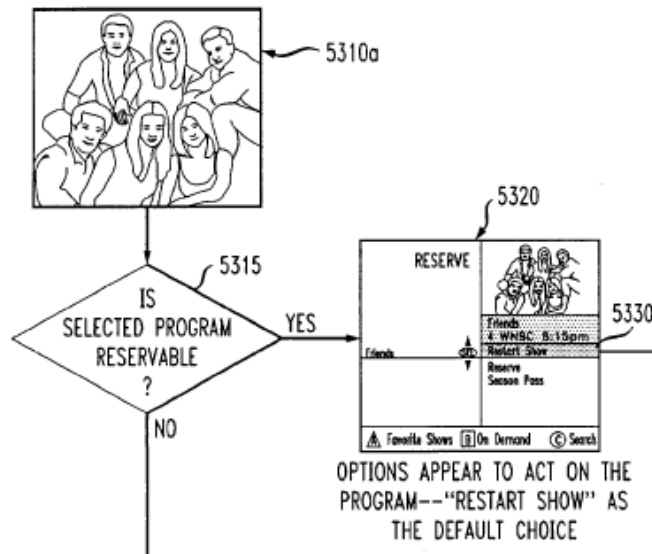 5310a
5315
IS
SELECTED PROGRAM
RESERVABLE
?
YES
NO
5320
RESERVE
Friends
4 WNBC 8:15pm
5330
Friends
Restart Show
Reserve
Season Pass
A Favorite Shows B On Demand C Search
OPTIONS APPEAR TO ACT ON THE
PROGRAM--"RESTART SHOW" AS
THE DEFAULT CHOICE